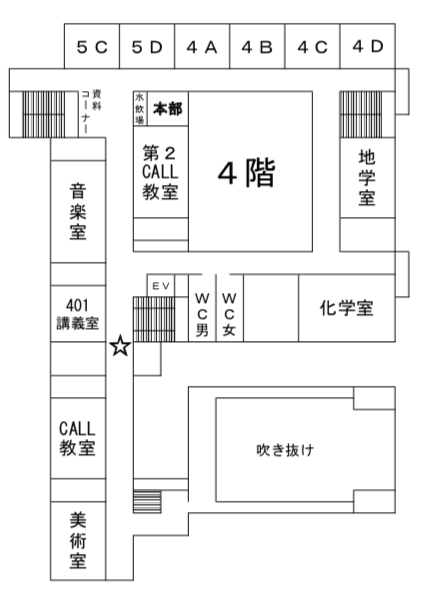 ５Ｃ
５Ｄ
４Ａ
４Ｂ
４Ｃ
４Ｄ
資料
コーナー
水飲場
本部
第２
CALL
教室
４階
地学室
音楽室
ＥＶ
401
講義室
ＷＣ男
ＷＣ女
化学室
☆
CALL
教室
吹き抜け
美術室